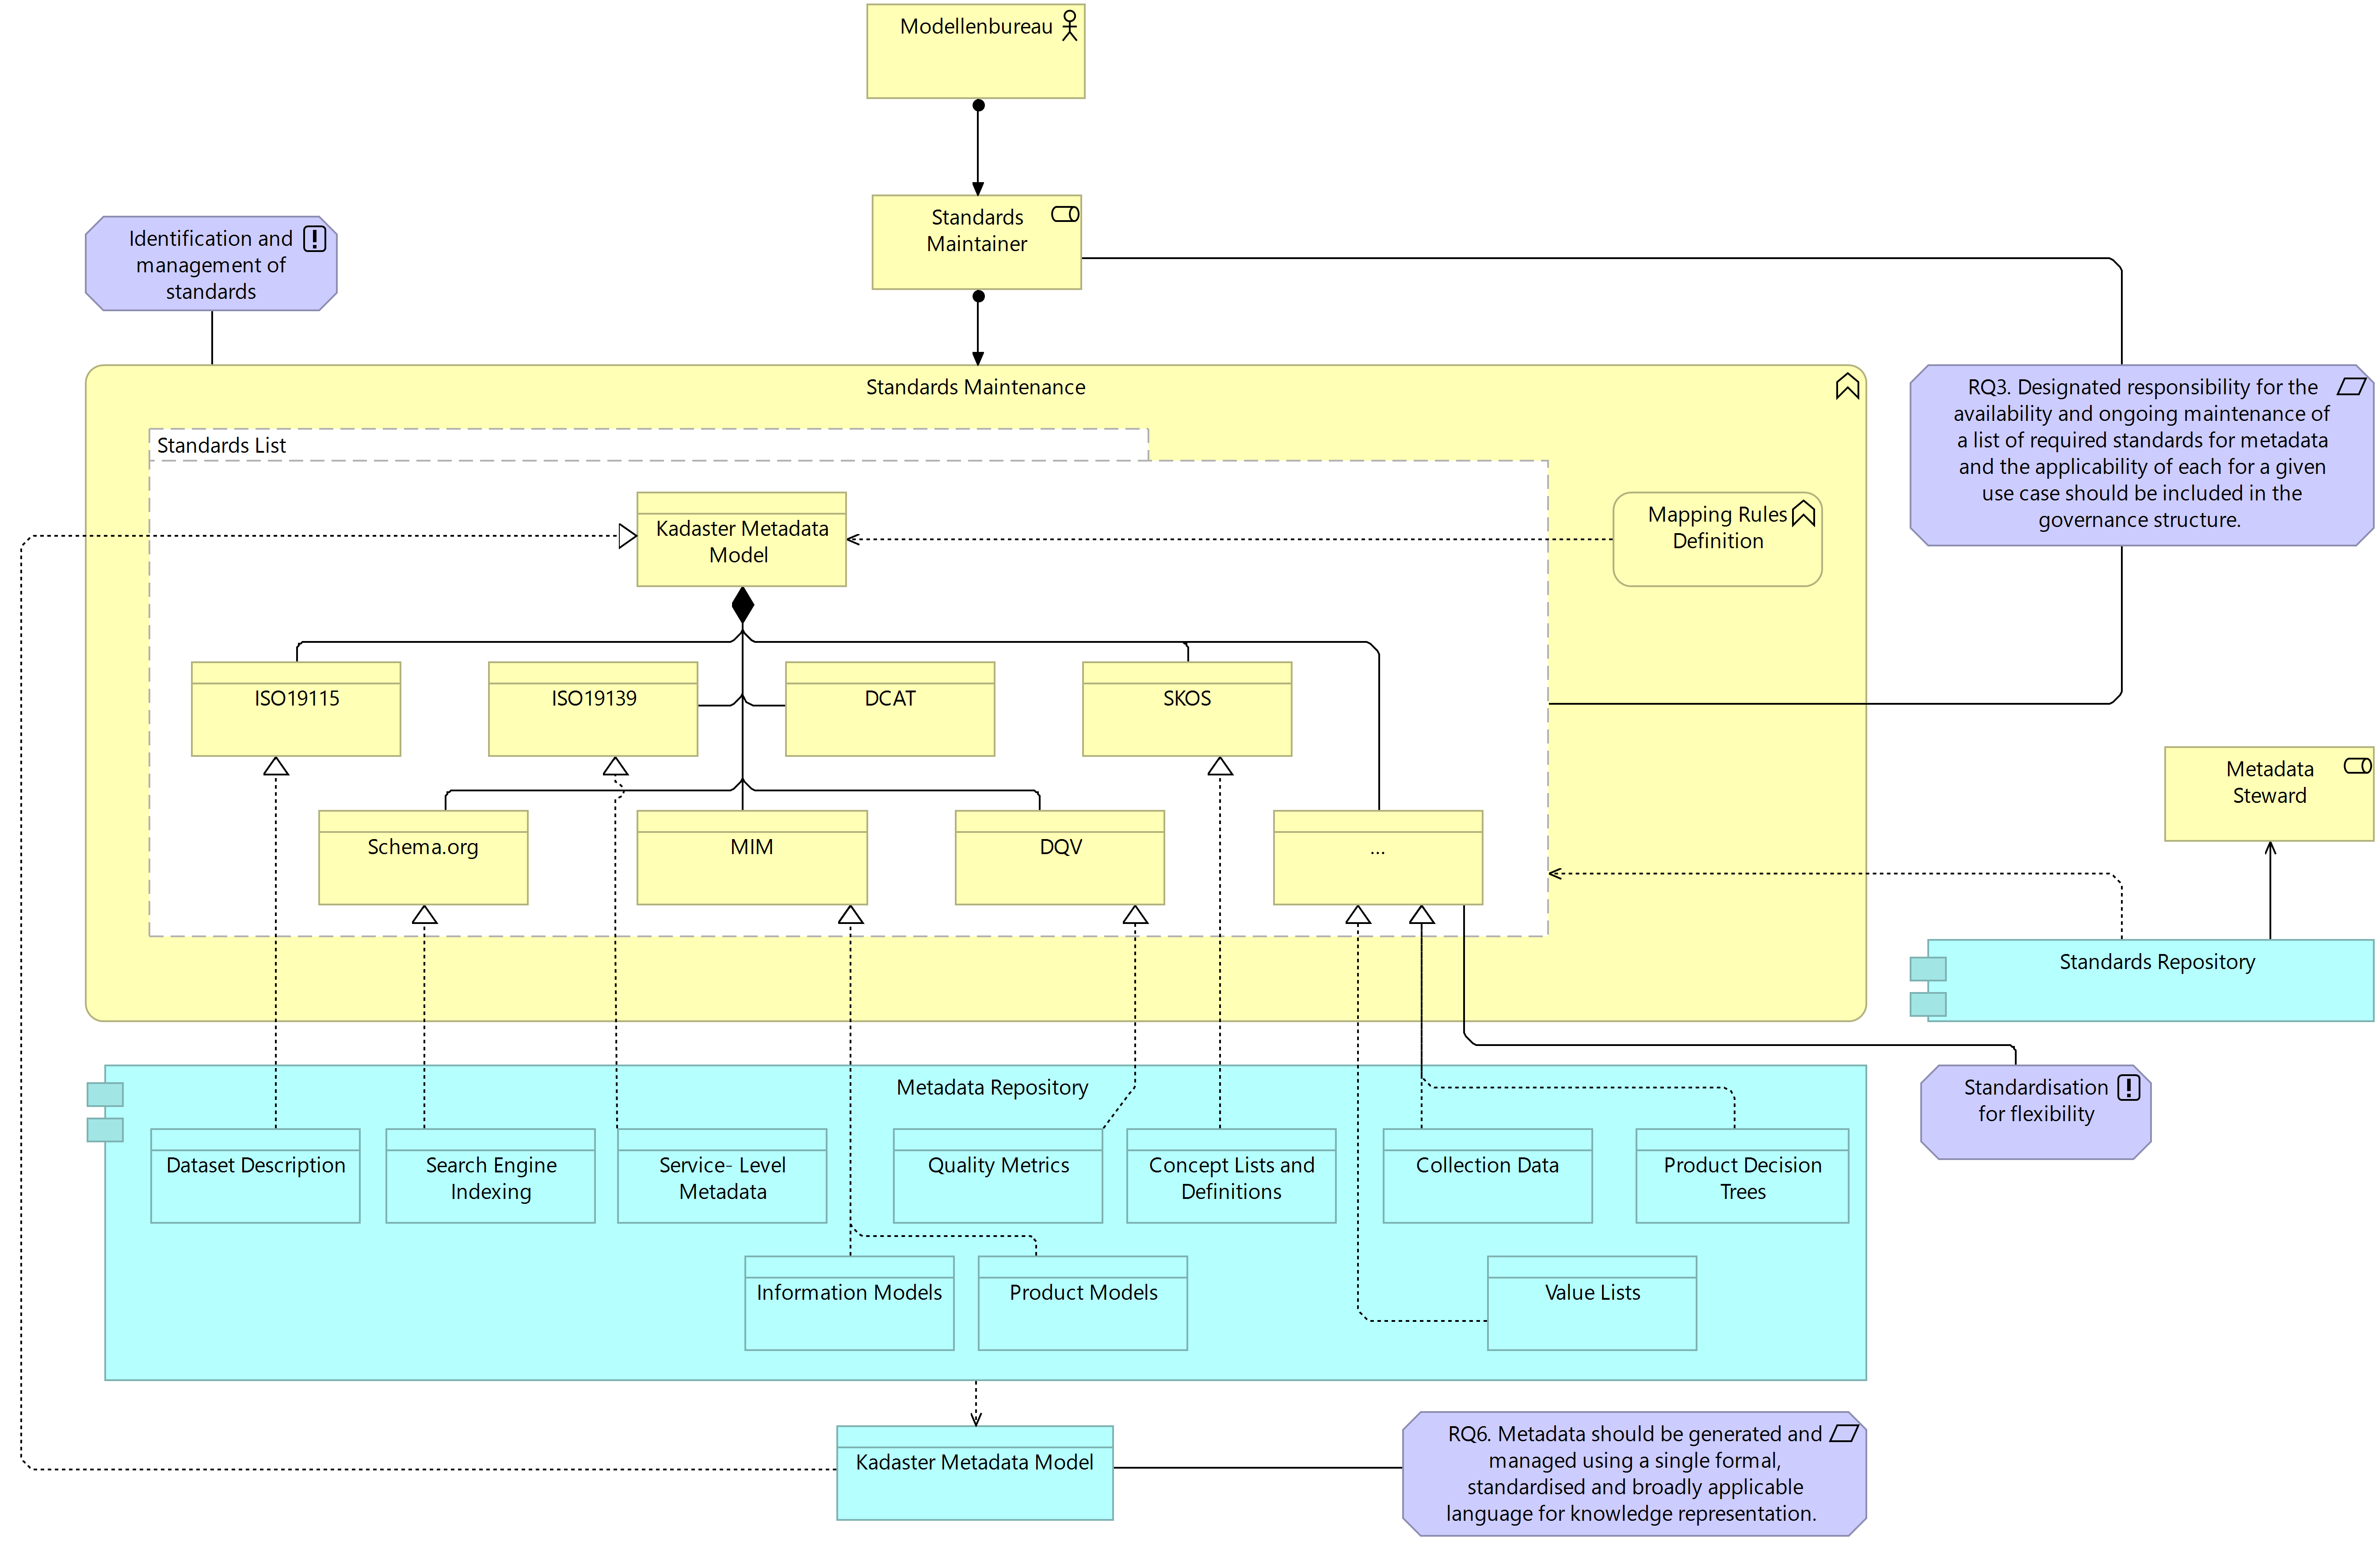 Modellenbureau
Standards
Maintainer
Identification and
management of
standards
Standards Maintenance
RQ3. Designated responsibility for the
availability and ongoing maintenance of
a list of required standards for metadata
and the applicability of each for a given
use case should be included in the
governance structure.
Standards List
Kadaster Metadata
Model
Mapping Rules
Definition
ISO19115
ISO19139
DCAT
SKOS
Metadata
Steward
Schema.org
MIM
DQV
...
Standards Repository
Metadata Repository
Standardisation
for flexibility
Dataset Description
Search Engine
Indexing
Service- Level
Metadata
Quality Metrics
Concept Lists and
Definitions
Collection Data
Product Decision
Trees
Information Models
Product Models
Value Lists
Kadaster Metadata Model
RQ6. Metadata should be generated and
managed using a single formal,
standardised and broadly applicable
language for knowledge representation.